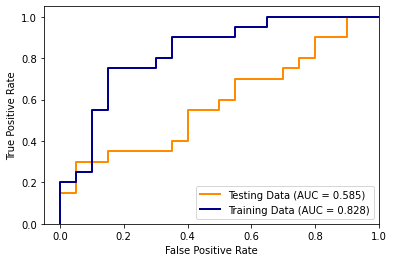 1.0
0.8
0.6
0.4
0.2
0.0
True Positive Rate
Testing Data (AUC = 0.585)
Training Data (AUC = 0.828)
0.0 0.2 0.4 0.6 0.8 1.0
False Positive Rate